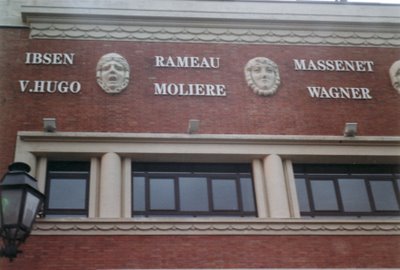 IBSEN
V.HUGO
RAMEAU
MOLIERE
MASSENET
WAGNER